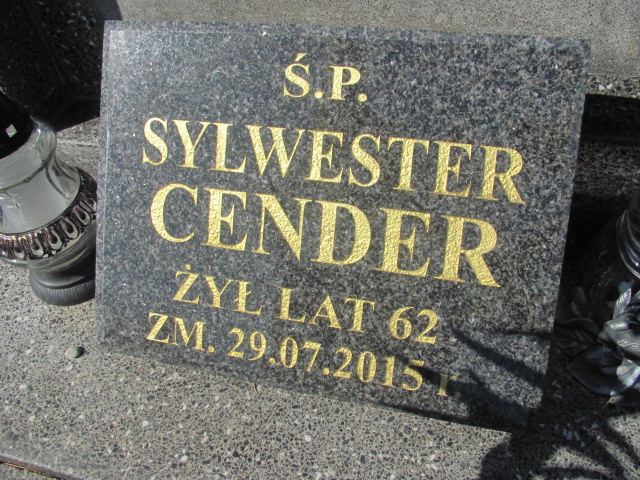 Ś.P.
SYLWESTER
CENDER
ŻYŁ LAT 62
ZM. 29.07.2015 r.